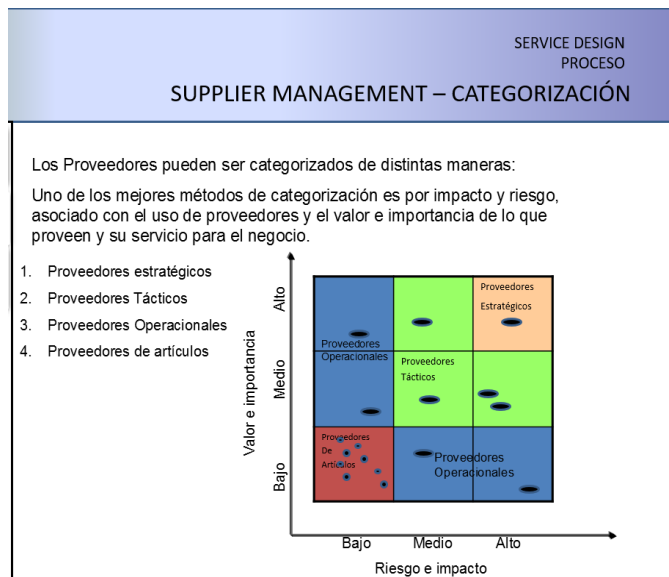 SERVICE DESIGN
PROCESO
SUPPLIER MANAGEMENT – CATEGORIZACIÓN
Los Proveedores pueden ser categorizados de distintas maneras:
Uno de los mejores métodos de categorización es por impacto y riesgo,
asociado con el uso de proveedores y el valor e importancia de lo que
proveen y su servicio para el negocio.
1. Proveedores estratégicos
2. Proveedores Tácticos
3. Proveedores Operacionales
4. Proveedores de artículos
Valor e importancia
Alto
Medio
Bajo
Proveedores
Estratégicos
Proveedores
Operacionales
Proveedores
Tácticos
Proveedores
De
Artículos
Proveedores
Operacionales
Bajo
Medio
Alto
Riesgo e impacto